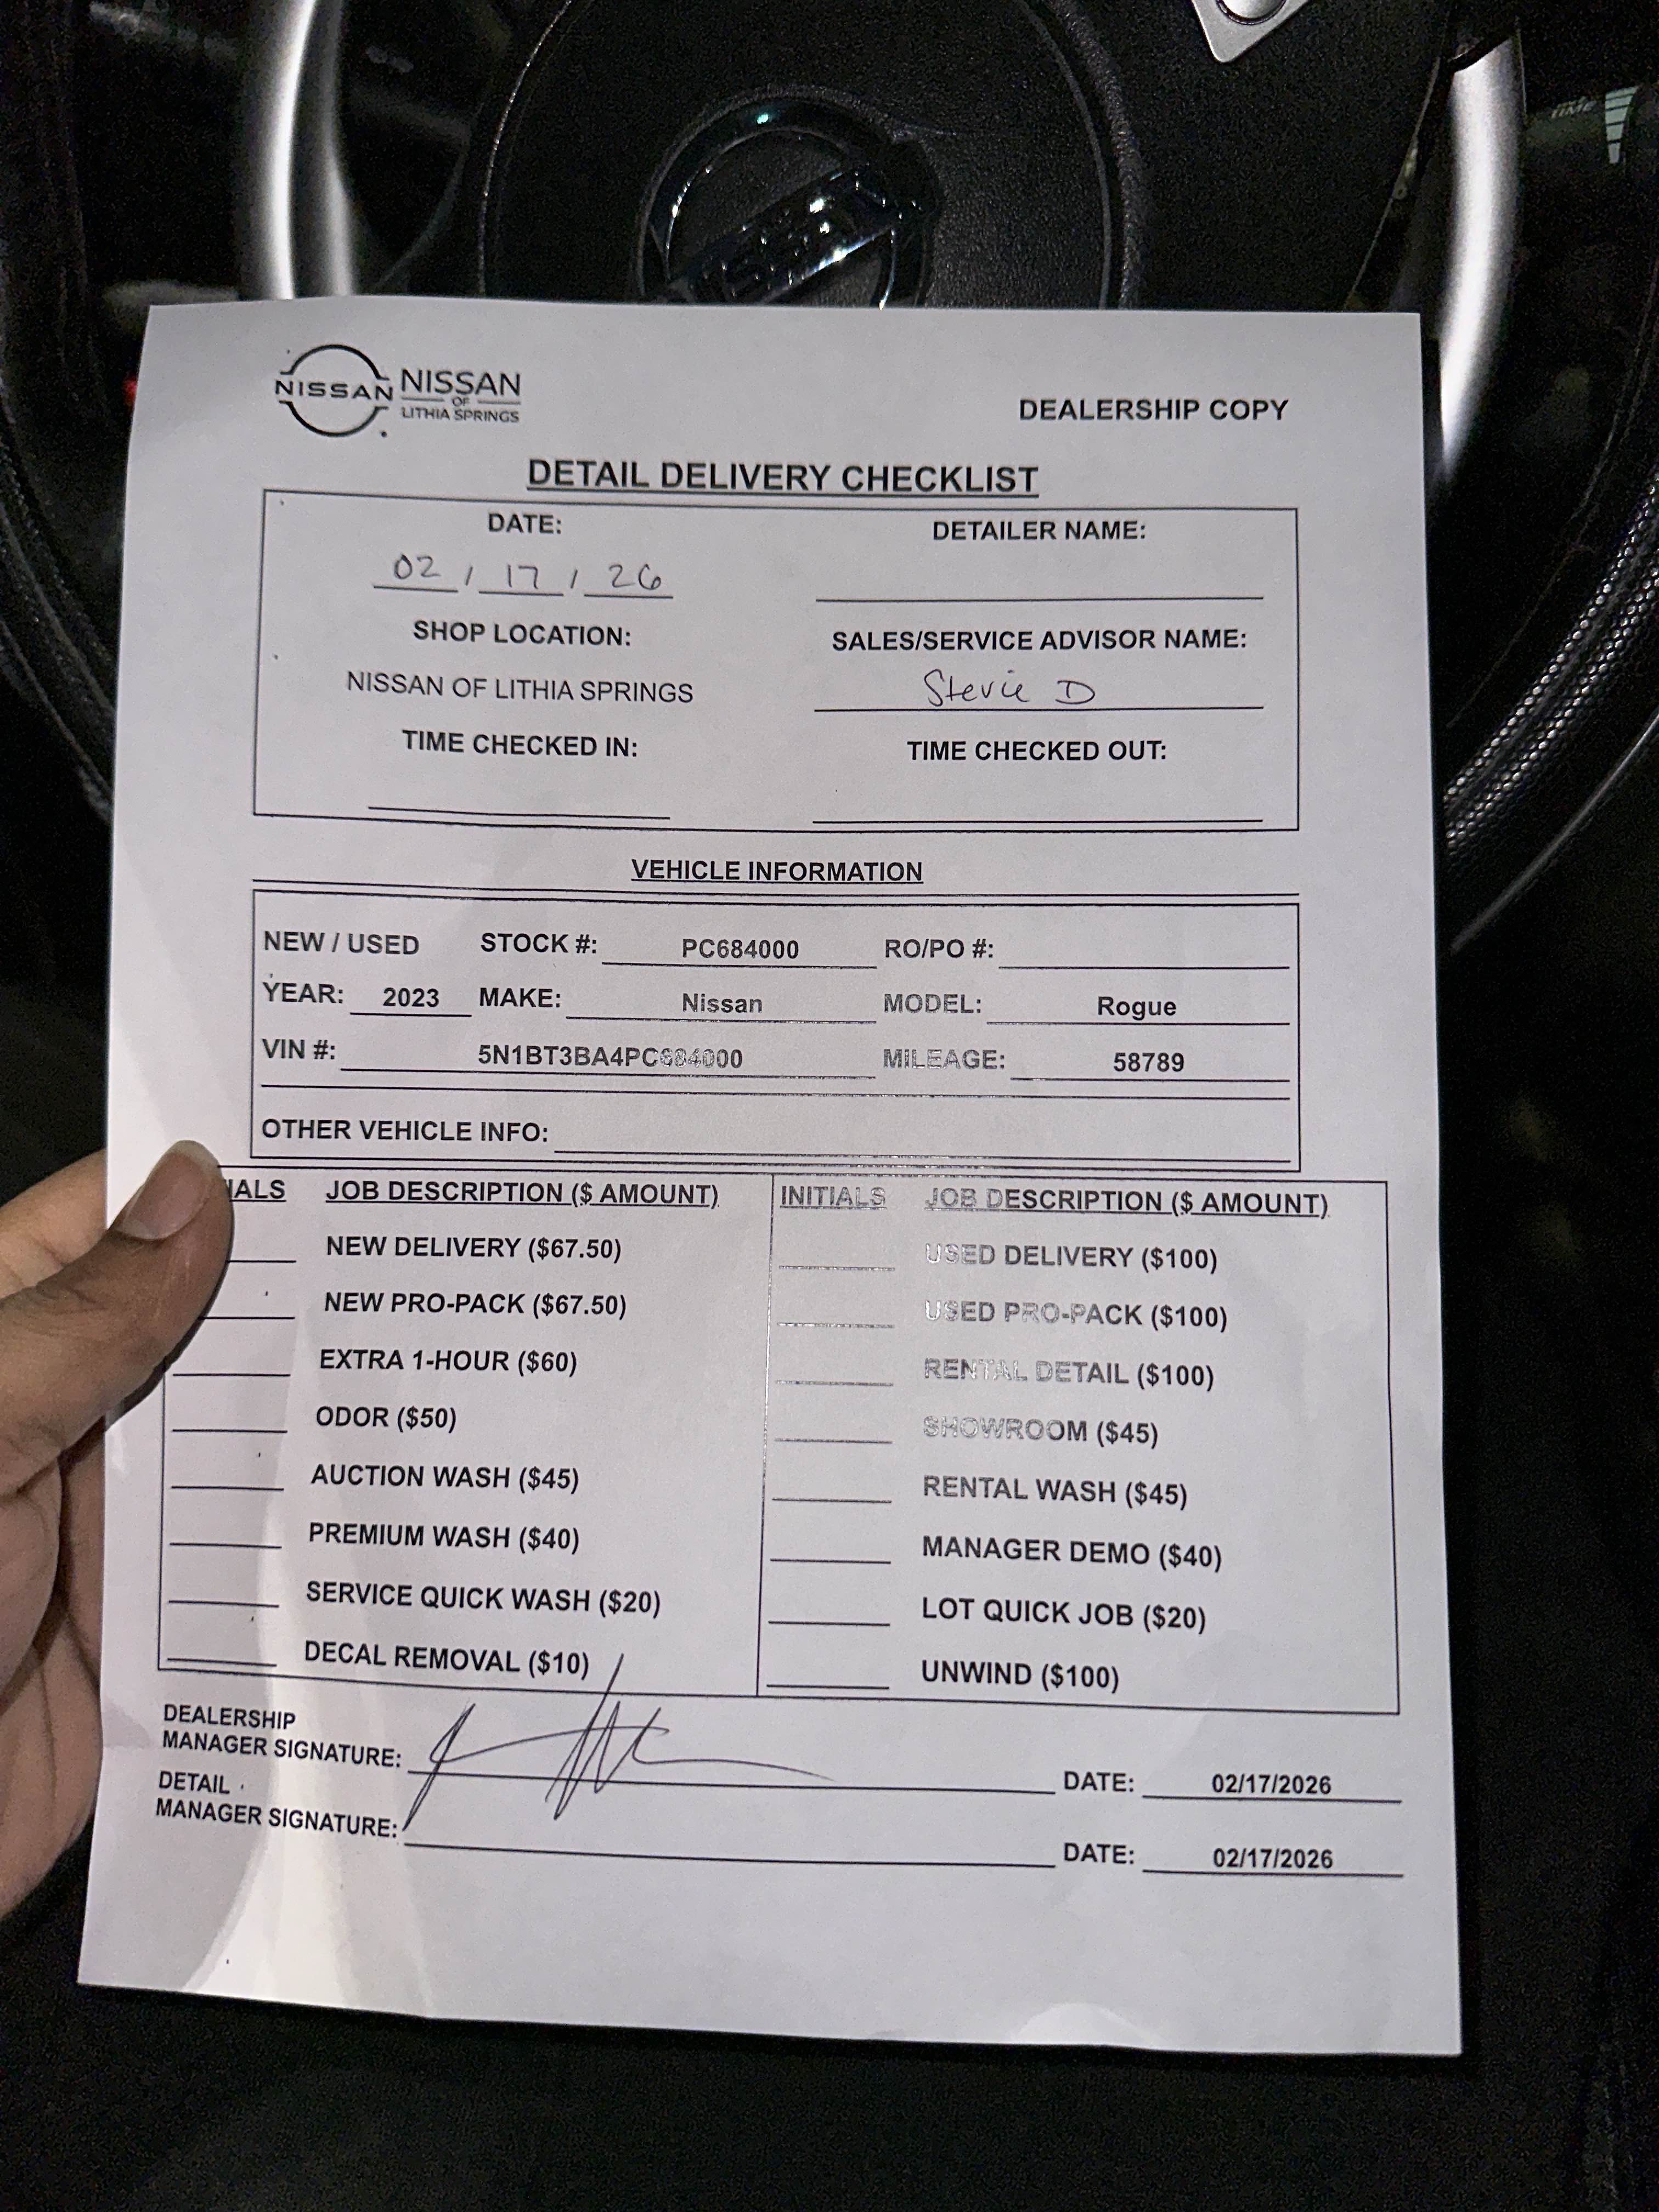 NISSAN
NISSAN NISSAN
OF
LITHIA SPRINGS
DEALERSHIP COPY
DETAIL DELIVERY CHECKLIST
DATE: DETAILER NAME:
02 / 17 / 26
SHOP LOCATION: SALES/SERVICE ADVISOR NAME:
NISSAN OF LITHIA SPRINGS Stevie D
TIME CHECKED IN: TIME CHECKED OUT:
VEHICLE INFORMATION
NEW / USED STOCK #: PC684000 RO/PO #:
YEAR: 2023 MAKE: Nissan MODEL: Rogue
VIN #: 5N1BT3BA4PC684000 MILEAGE: 58789
OTHER VEHICLE INFO:
IALS JOB DESCRIPTION ($ AMOUNT) INITIALS JOB DESCRIPTION ($ AMOUNT)
NEW DELIVERY ($67.50) USED DELIVERY ($100)
NEW PRO-PACK ($67.50) USED PRO-PACK ($100)
EXTRA 1-HOUR ($60) RENTAL DETAIL ($100)
ODOR ($50) SHOWROOM ($45)
AUCTION WASH ($45) RENTAL WASH ($45)
PREMIUM WASH ($40) MANAGER DEMO ($40)
SERVICE QUICK WASH ($20) LOT QUICK JOB ($20)
DECAL REMOVAL ($10) UNWIND ($100)
DEALERSHIP
MANAGER SIGNATURE: DATE: 02/17/2026
DETAIL
MANAGER SIGNATURE: DATE: 02/17/2026